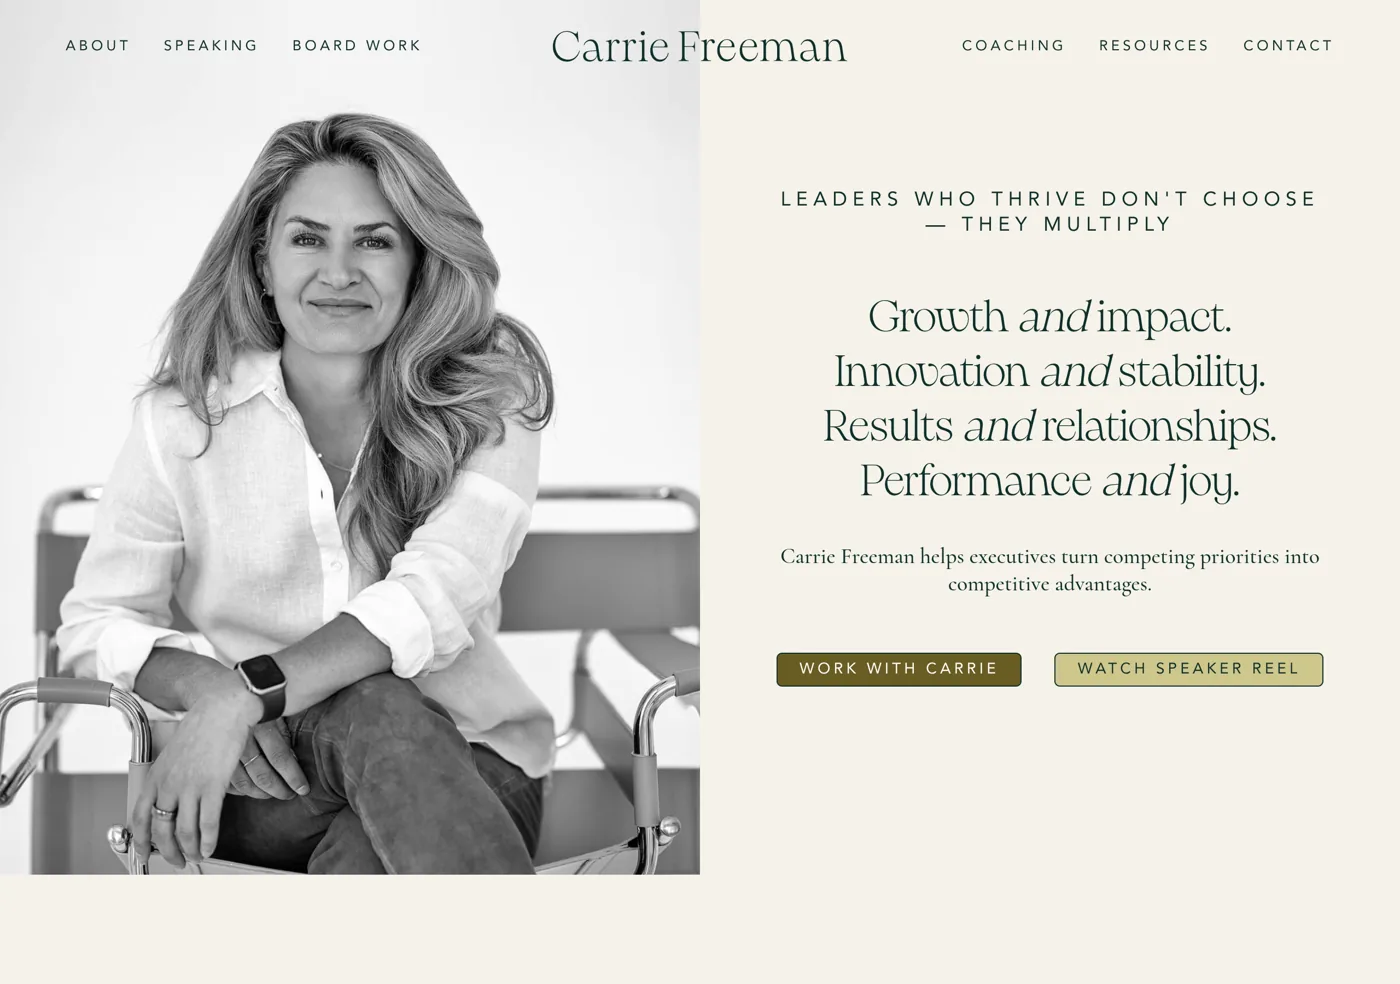 ABOUT SPEAKING BOARD WORK Carrie Freeman COACHING RESOURCES CONTACT
LEADERS WHO THRIVE DON'T CHOOSE
— THEY MULTIPLY
Growth and impact.
Innovation and stability.
Results and relationships.
Performance and joy.
Carrie Freeman helps executives turn competing priorities into
competitive advantages.
WORK WITH CARRIE WATCH SPEAKER REEL